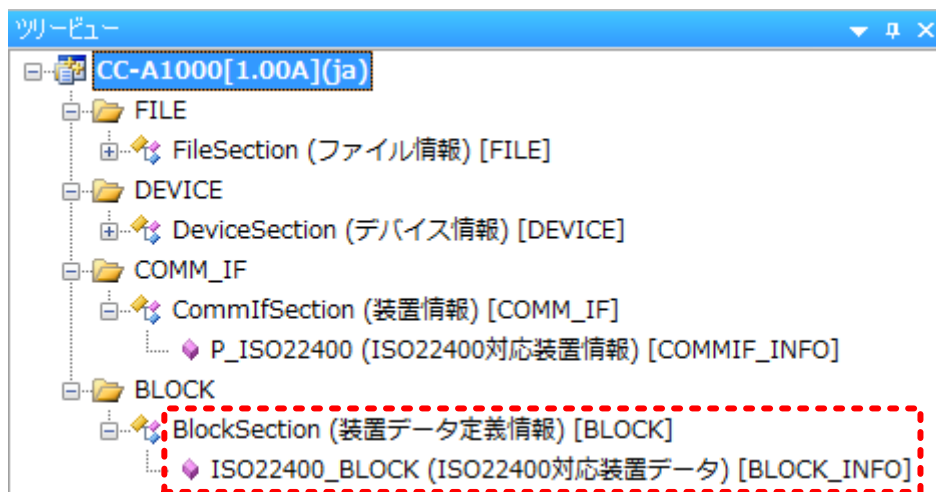 ツリービュー
CC-A1000[1.00A](ja)
FILE
FileSection (ファイル情報) [FILE]
DEVICE
DeviceSection (デバイス情報) [DEVICE]
COMM_IF
CommIfSection (装置情報) [COMM_IF]
P_ISO22400 (ISO22400対応装置情報) [COMMIF_INFO]
BLOCK
BlockSection (装置データ定義情報) [BLOCK]
ISO22400_BLOCK (ISO22400対応装置データ) [BLOCK_INFO]